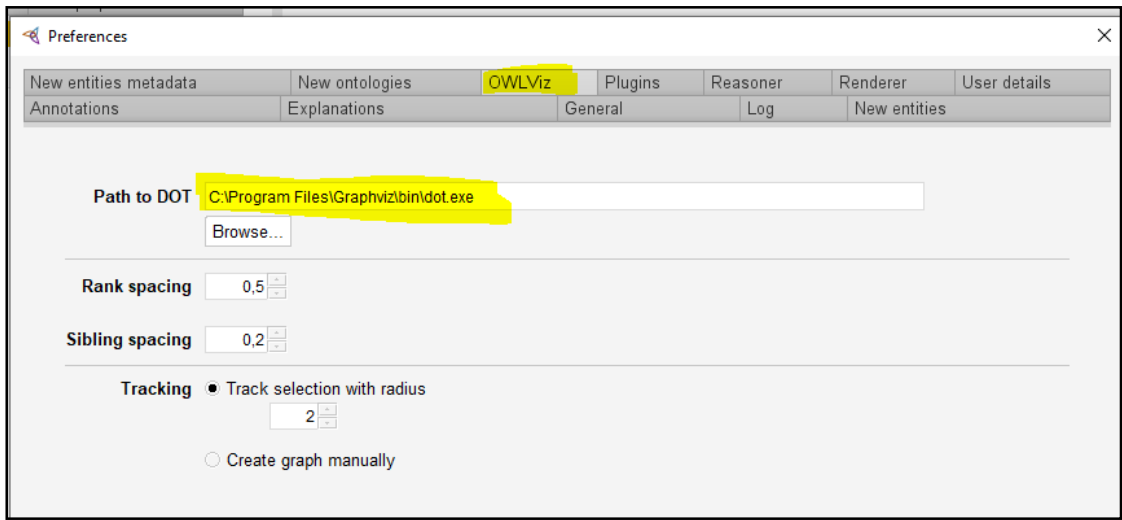 Preferences
New entities metadata New ontologies OWLViz Plugins Reasoner Renderer User details
Annotations Explanations General Log New entities
Path to DOT C:\Program Files\Graphviz\bin\dot.exe
Browse...
Rank spacing 0,5
Sibling spacing 0,2
Tracking Track selection with radius
2
Create graph manually